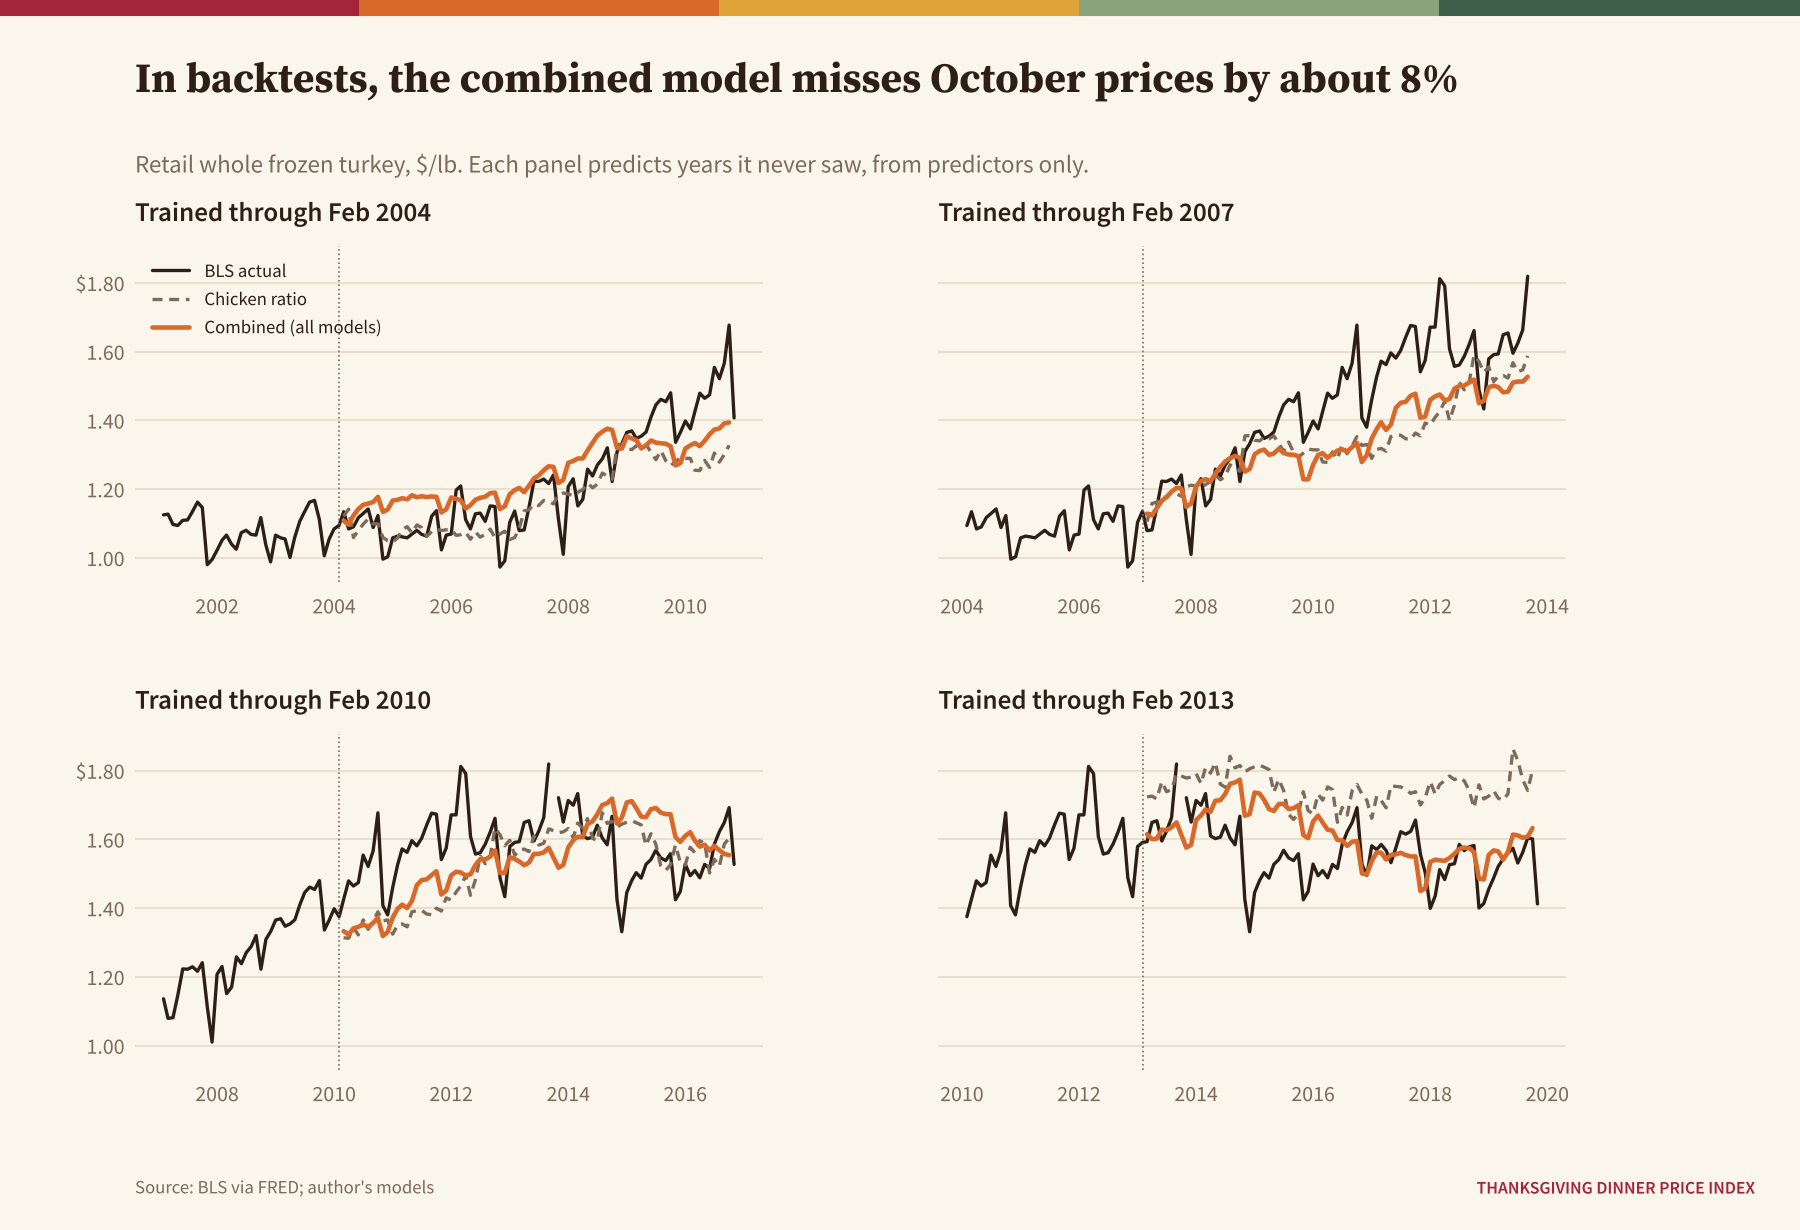 In backtests, the combined model misses October prices by about 8%
Retail whole frozen turkey, $/lb. Each panel predicts years it never saw, from predictors only.
Trained through Feb 2004
BLS actual
Chicken ratio
Combined (all models)
$1.80
1.60
1.40
1.20
1.00
2002 2004 2006 2008 2010
Trained through Feb 2007
2004 2006 2008 2010 2012 2014
Trained through Feb 2010
$1.80
1.60
1.40
1.20
1.00
2008 2010 2012 2014 2016
Trained through Feb 2013
2010 2012 2014 2016 2018 2020
Source: BLS via FRED; author's models
THANKSGIVING DINNER PRICE INDEX